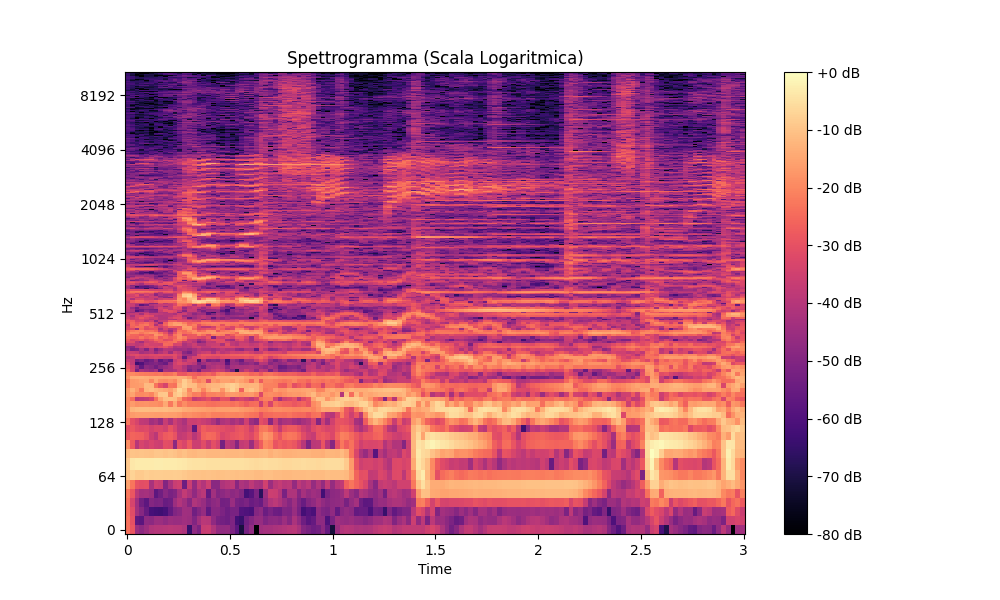 Spettrogramma (Scala Logaritmica)
Hz
8192
4096
2048
1024
512
256
128
64
0
0
0.5
1
1.5
2
2.5
3
Time
+0 dB
-10 dB
-20 dB
-30 dB
-40 dB
-50 dB
-60 dB
-70 dB
-80 dB